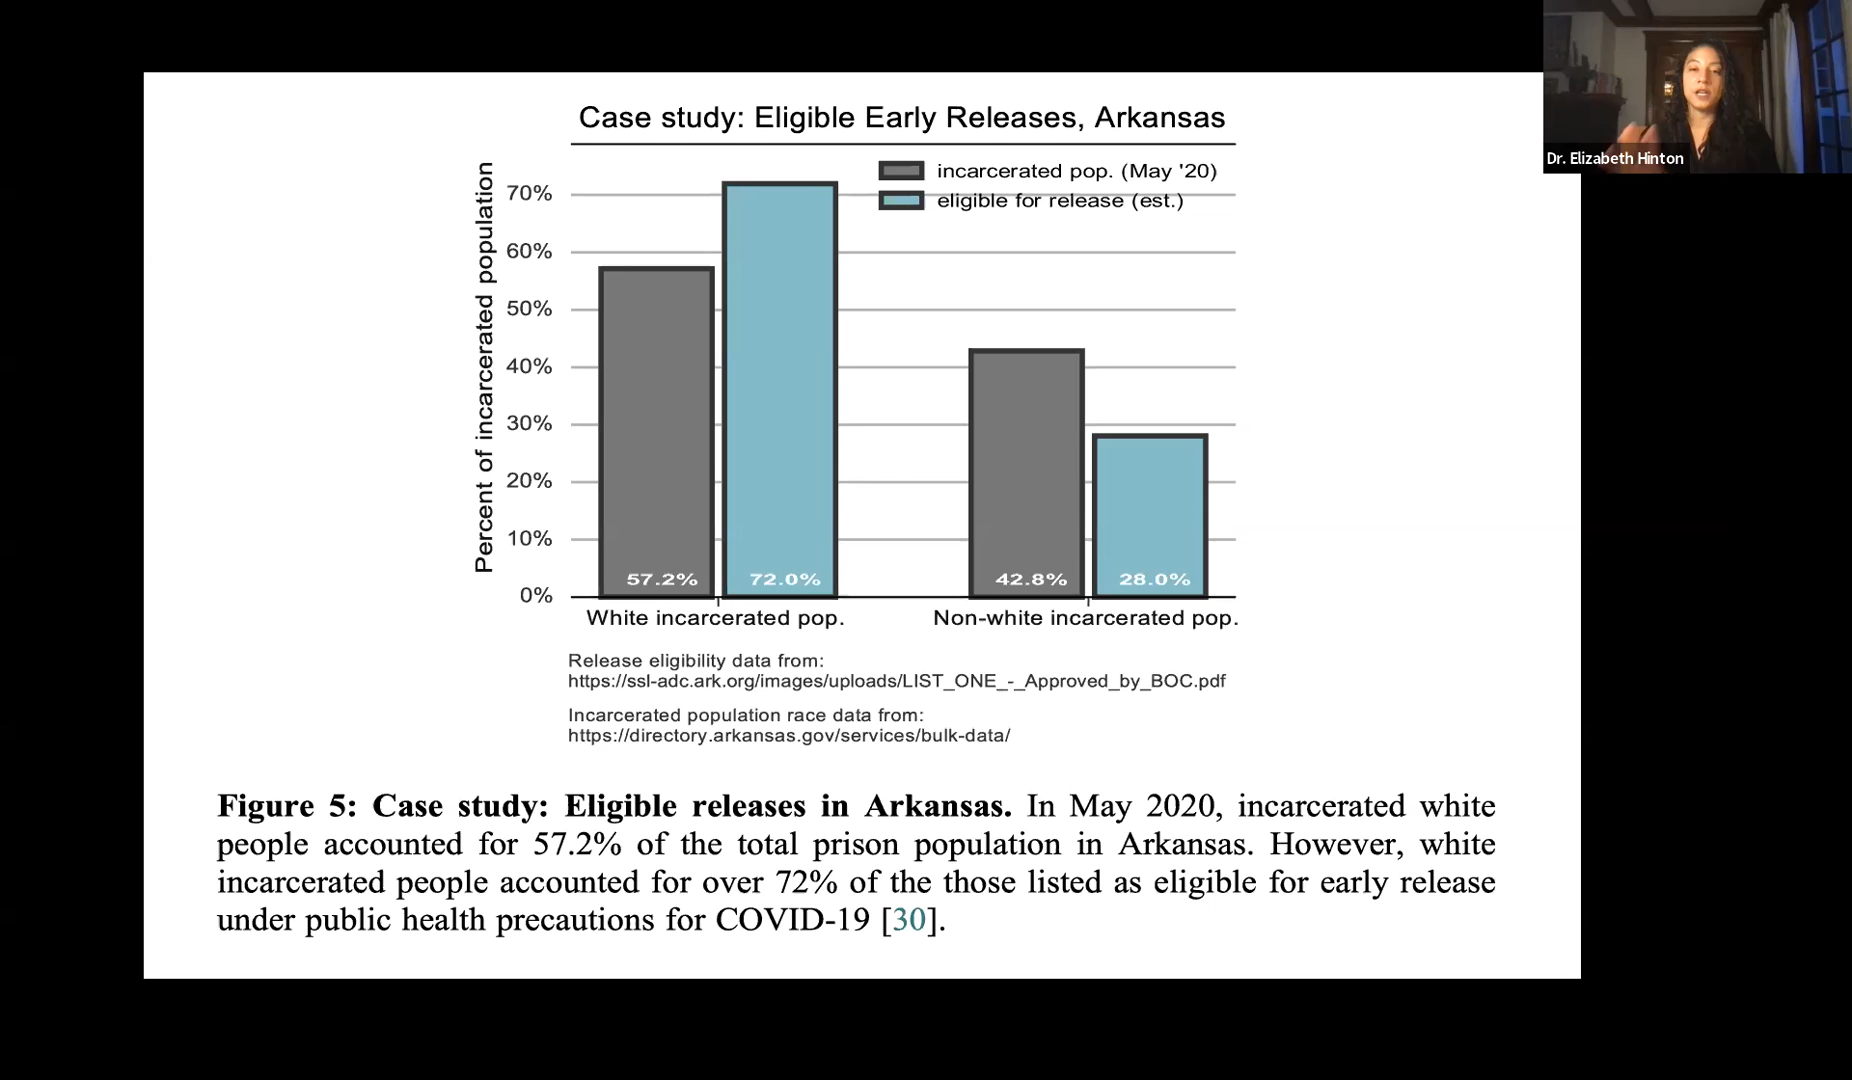 Dr. Elizabeth Hinton
Case study: Eligible Early Releases, Arkansas
incarcerated pop. (May '20)
eligible for release (est.)
Percent of incarcerated population
70%
60%
50%
40%
30%
20%
10%
0%
57.2%
72.0%
42.8%
28.0%
White incarcerated pop.
Non-white incarcerated pop.
Release eligibility data from:
https://ssl-adc.ark.org/images/uploads/LIST_ONE_-_Approved_by_BOC.pdf
Incarcerated population race data from:
https://directory.arkansas.gov/services/bulk-data/
Figure 5: Case study: Eligible releases in Arkansas. In May 2020, incarcerated white
people accounted for 57.2% of the total prison population in Arkansas. However, white
incarcerated people accounted for over 72% of the those listed as eligible for early release
under public health precautions for COVID-19 [30].